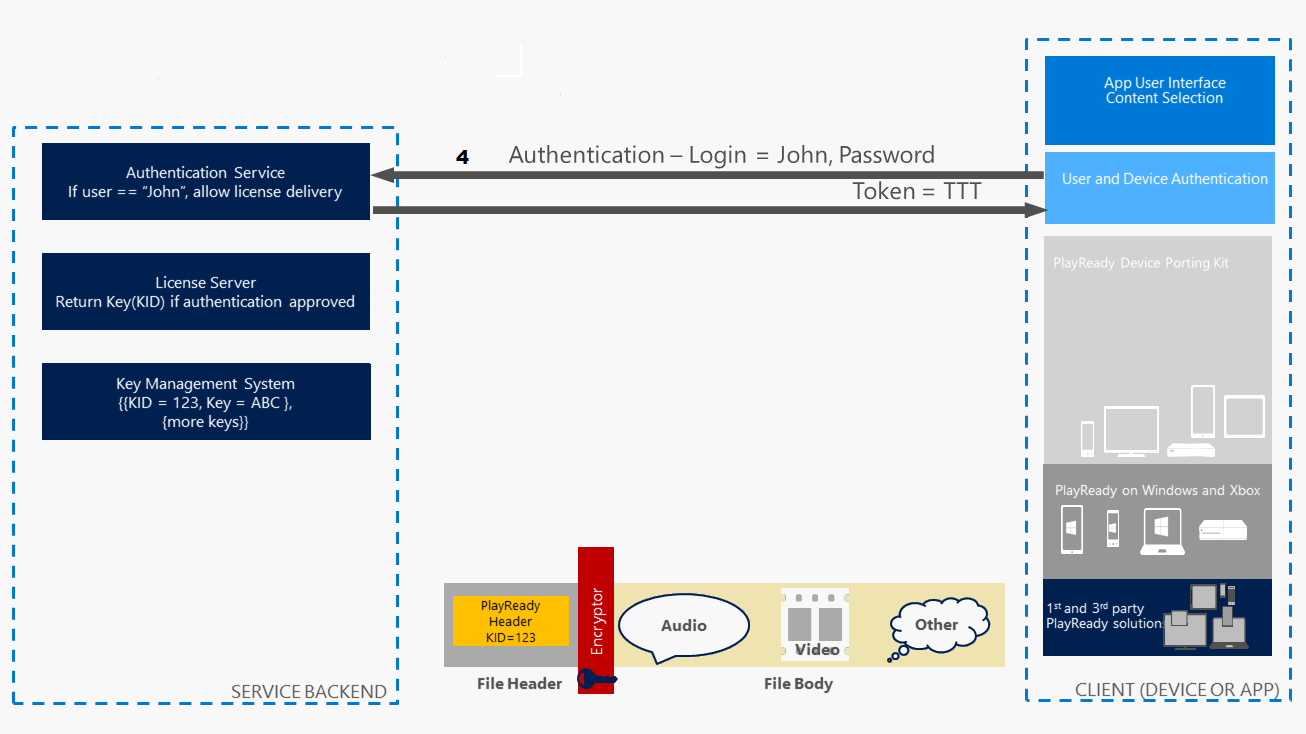 App User Interface
Content Selection
4 Authentication – Login = John, Password
Authentication Service
If user == “John”, allow license delivery
User and Device Authentication
Token = TTT
PlayReady Device Porting Kit
License Server
Return Key(KID) if authentication approved
Key Management System
{{KID = 123, Key = ABC },
{more keys}}
PlayReady on Windows and Xbox
1st and 3rd party
PlayReady solution
PlayReady
Header
KID=123
Encryptor
Audio
Video
Other
File Header
File Body
SERVICE BACKEND
CLIENT (DEVICE OR APP)